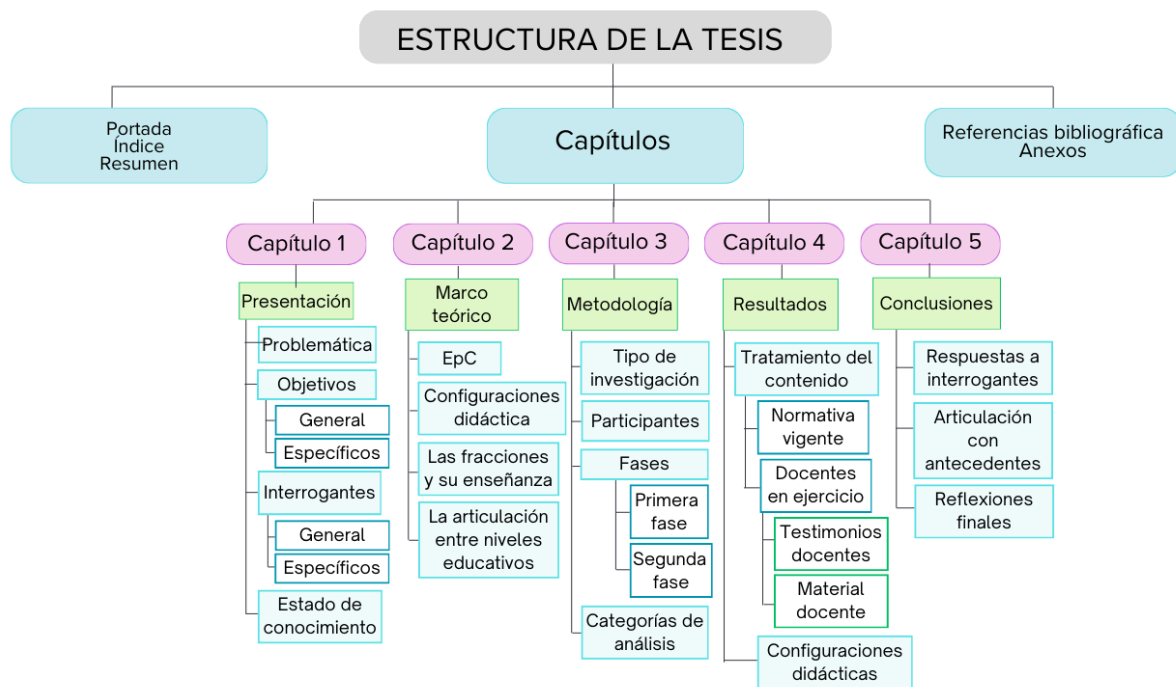 ESTRUCTURA DE LA TESIS
Portada
Índice
Resumen
Capítulos
Referencias bibliográfica
Anexos
Capítulo 1
Capítulo 2
Capítulo 3
Capítulo 4
Capítulo 5
Presentación
Problemática
Objetivos
General
Específicos
Interrogantes
General
Específicos
Estado de
conocimiento
Marco
teórico
EpC
Configuraciones
didáctica
Las fracciones
y su enseñanza
La articulación
entre niveles
educativos
Metodología
Tipo de
investigación
Participantes
Fases
Primera
fase
Segunda
fase
Categorías de
análisis
Resultados
Tratamiento del
contenido
Normativa
vigente
Docentes
en ejercicio
Testimonios
docentes
Material
docente
Configuraciones
didácticas
Conclusiones
Respuestas a
interrogantes
Articulación
con
antecedentes
Reflexiones
finales